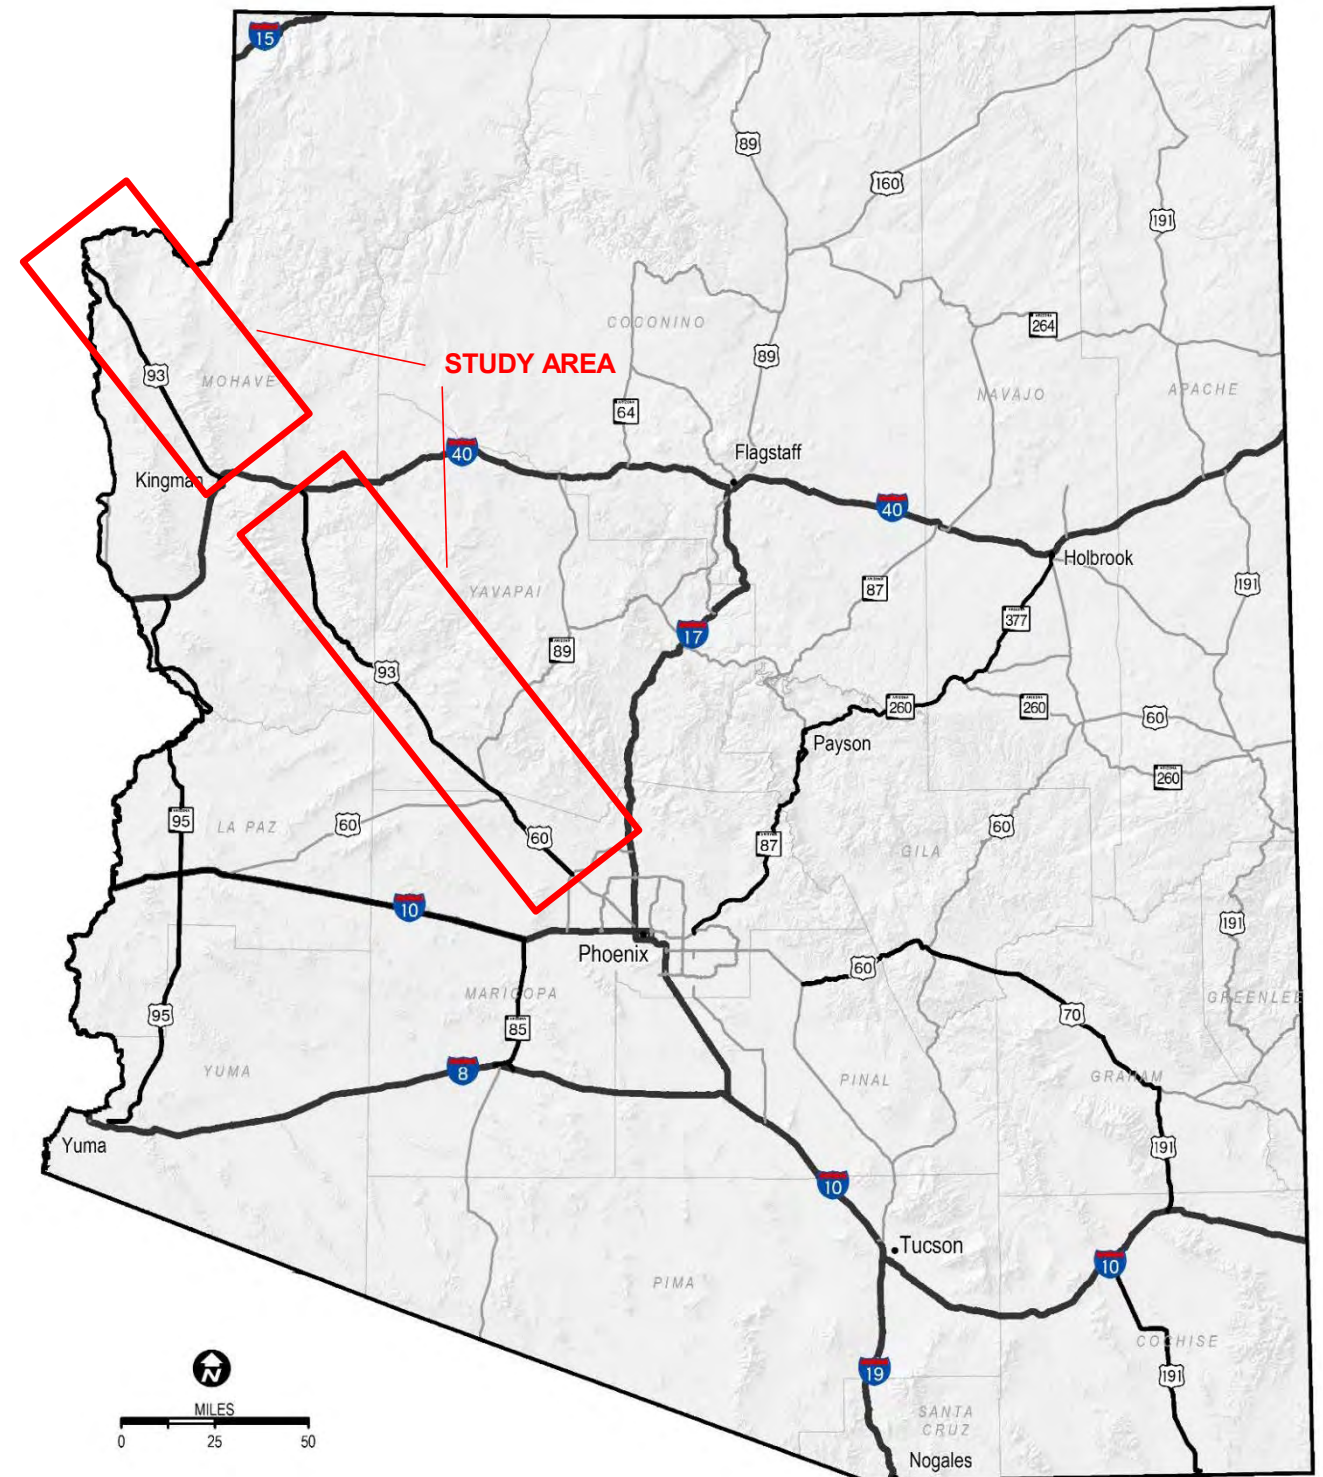 15
89
160
191
COCONINO
264
STUDY AREA
89
93
MOHAVE
NAVAJO
APACHE
64
40
Flagstaff
Kingman
40
Holbrook
YAVAPAI
87
191
377
17
89
93
260
260
60
Payson
260
95
LA PAZ
60
60
60
87
GILA
10
191
Phoenix
60
MARICOPA
GREENLEE
95
85
70
YUMA
8
PINAL
GRAHAM
Yuma
191
10
Tucson
10
PIMA
COCHISE
N
19
191
MILES
0 25 50
SANTA
CRUZ
Nogales